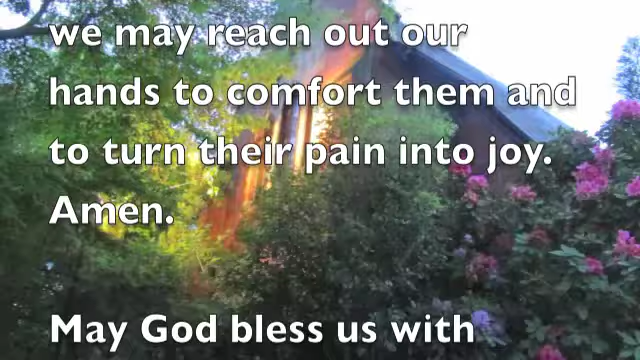 we may reach out our
hands to comfort them and
to turn their pain into joy.
Amen.
May God bless us with